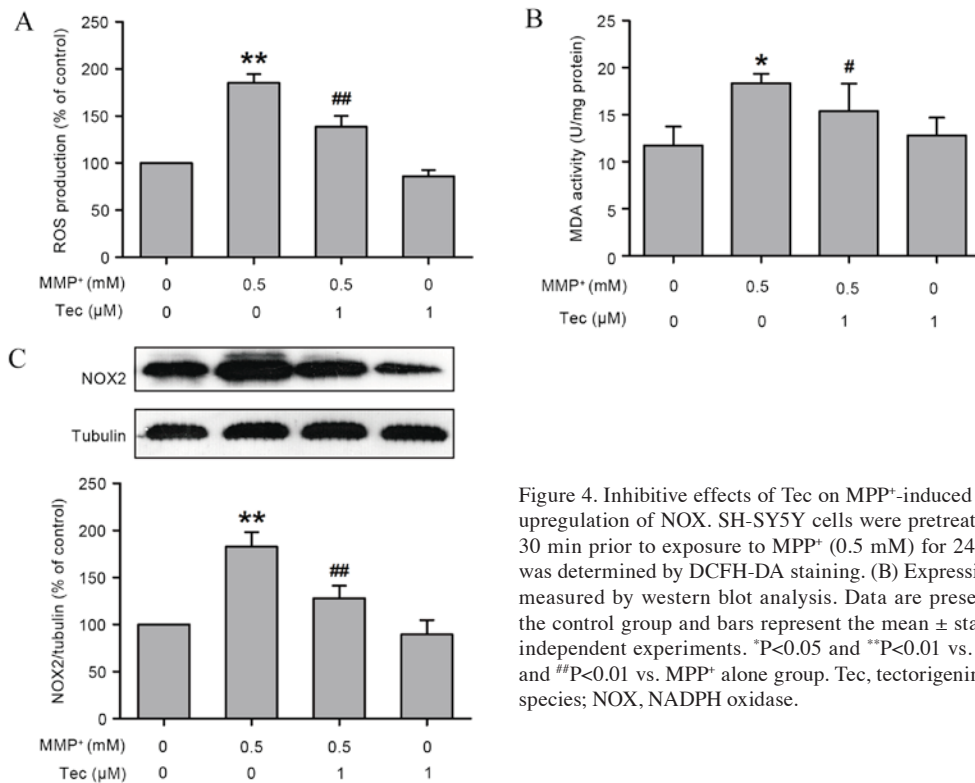 A
ROS production (% of control)
250
200
150
100
50
0
**
##
MMP⁺ (mM) 0 0.5 0.5 0
Tec (µM) 0 0 1 1
B
MDA activity (U/mg protein)
25
20
15
10
5
0
*
#
MMP⁺ (mM) 0 0.5 0.5 0
Tec (µM) 0 0 1 1
C
NOX2
Tubulin
NOX2/tubulin (% of control)
250
200
150
100
50
0
**
##
MMP⁺ (mM) 0 0.5 0.5 0
Tec (µM) 0 0 1 1
Figure 4. Inhibitive effects of Tec on MPP⁺-induced
upregulation of NOX. SH-SY5Y cells were pretreat
30 min prior to exposure to MPP⁺ (0.5 mM) for 24
was determined by DCFH-DA staining. (B) Expressi
measured by western blot analysis. Data are prese
the control group and bars represent the mean ± sta
independent experiments. *P<0.05 and **P<0.01 vs.
and ##P<0.01 vs. MPP⁺ alone group. Tec, tectorigenin
species; NOX, NADPH oxidase.